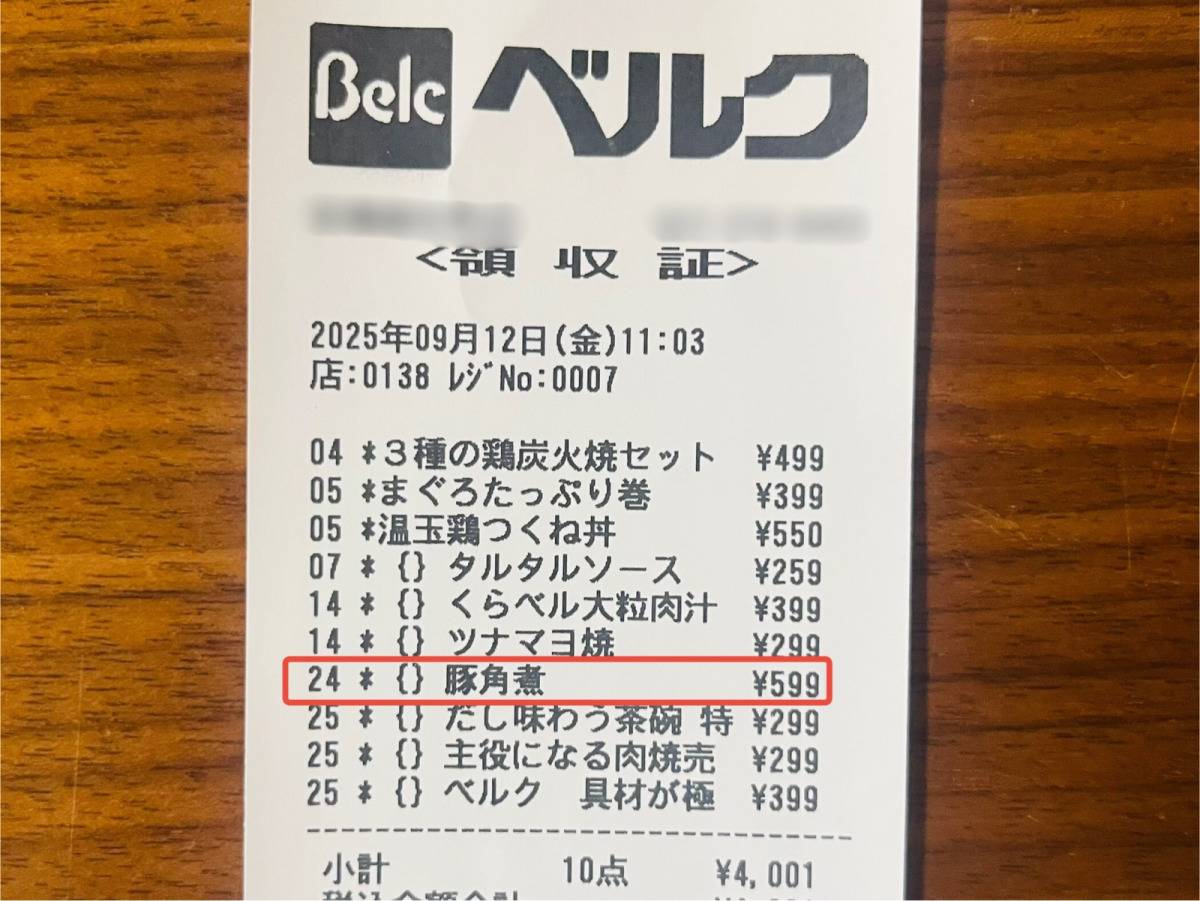 Belc ベルク
<領収証>
2025年09月12日(金)11:03
店:0138 ﾚｼﾞNo:0007
04 *3種の鶏炭火焼セット ¥499
05 *まぐろたっぷり巻 ¥399
05 *温玉鶏つくね丼 ¥550
07 * {} タルタルソース ¥259
14 * {} くらベル大粒肉汁 ¥399
14 * {} ツナマヨ焼 ¥299
24 * {} 豚角煮 ¥599
25 * {} だし味わう茶碗 特 ¥299
25 * {} 主役になる肉焼売 ¥299
25 * {} ベルク 具材が極 ¥399
小計 10点 ¥4,001